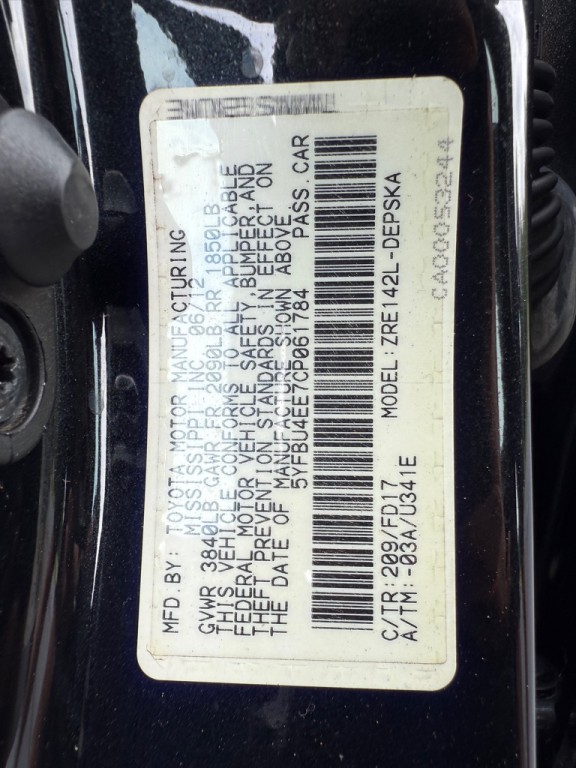 MFD.BY: TOYOTA MOTOR MANUFACTURING
MISSISSIPPI, INC 06/12
GVWR 3840LB GAWR FR 2090LB RR 1850LB
THIS VEHICLE CONFORMS TO ALL APPLICABLE
FEDERAL MOTOR VEHICLE SAFETY, BUMPER, AND
THEFT PREVENTION STANDARDS IN EFFECT ON
THE DATE OF MANUFACTURE SHOWN ABOVE.
5YFBU4EE7CP061784 PASS.CAR
C/TR:209/FD17 MODEL:ZRE142L-DEPSKA
A/TM:-03A/U341E
CA00053244